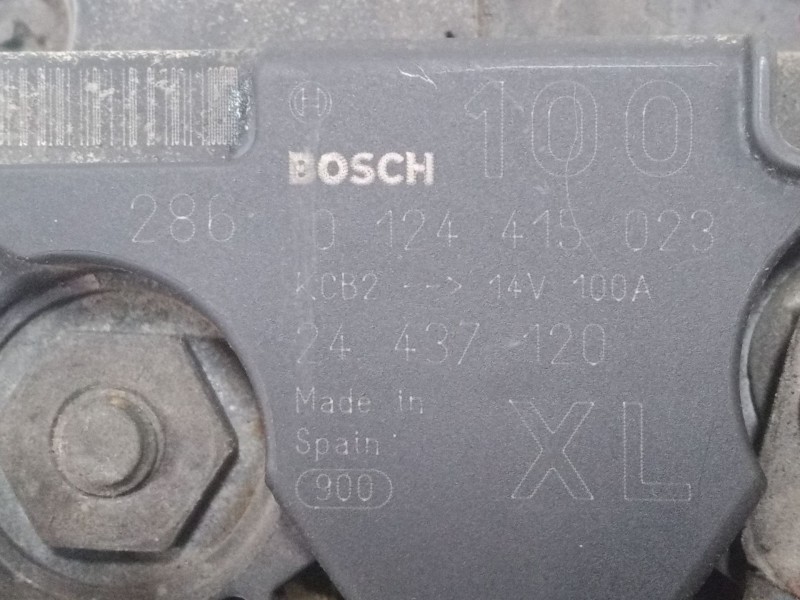 100
BOSCH
286 0 124 415 023
KCB2 --> 14V 100A
24 437 120
Made in
Spain
XL
900